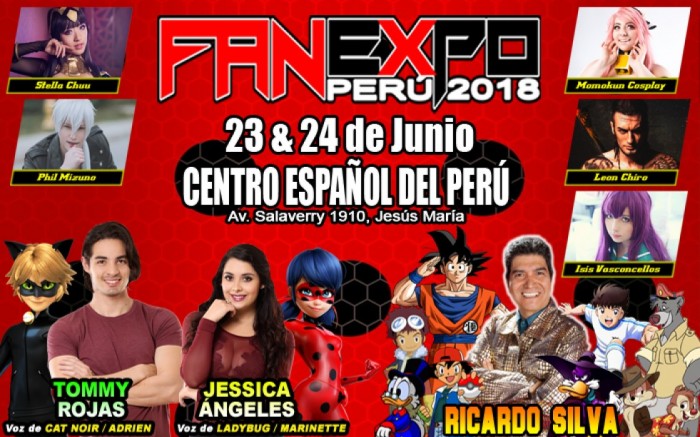 FANEXPO
PERÚ 2018
23 & 24 de Junio
CENTRO ESPAÑOL DEL PERÚ
Av. Salaverry 1910, Jesús María
Stella Chuu
Phil Mizuno
Momokun Cosplay
Leon Chiro
Isis Vasconcellos
TOMMY
ROJAS
Voz de CAT NOIR / ADRIEN
JESSICA
ÁNGELES
Voz de LADYBUG / MARINETTE
RICARDO SILVA